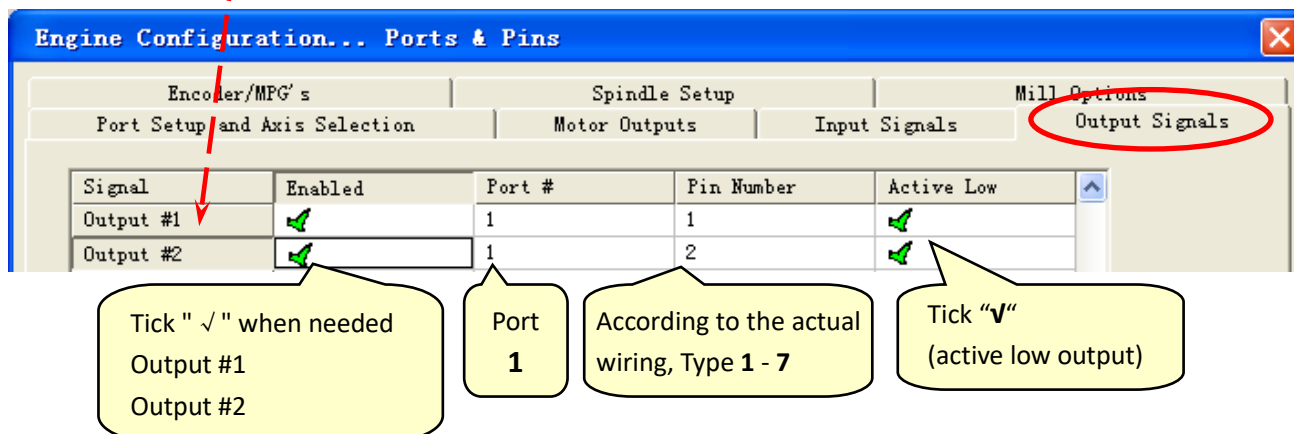 Engine Configuration... Ports & Pins
Encoder/MPG's Spindle Setup Mill Options
Port Setup and Axis Selection Motor Outputs Input Signals Output Signals
Signal Enabled Port # Pin Number Active Low
Output #1 1 1
Output #2 1 2
Tick " √ " when needed
Output #1
Output #2
Port
1
According to the actual
wiring, Type 1 - 7
Tick “√“
(active low output)